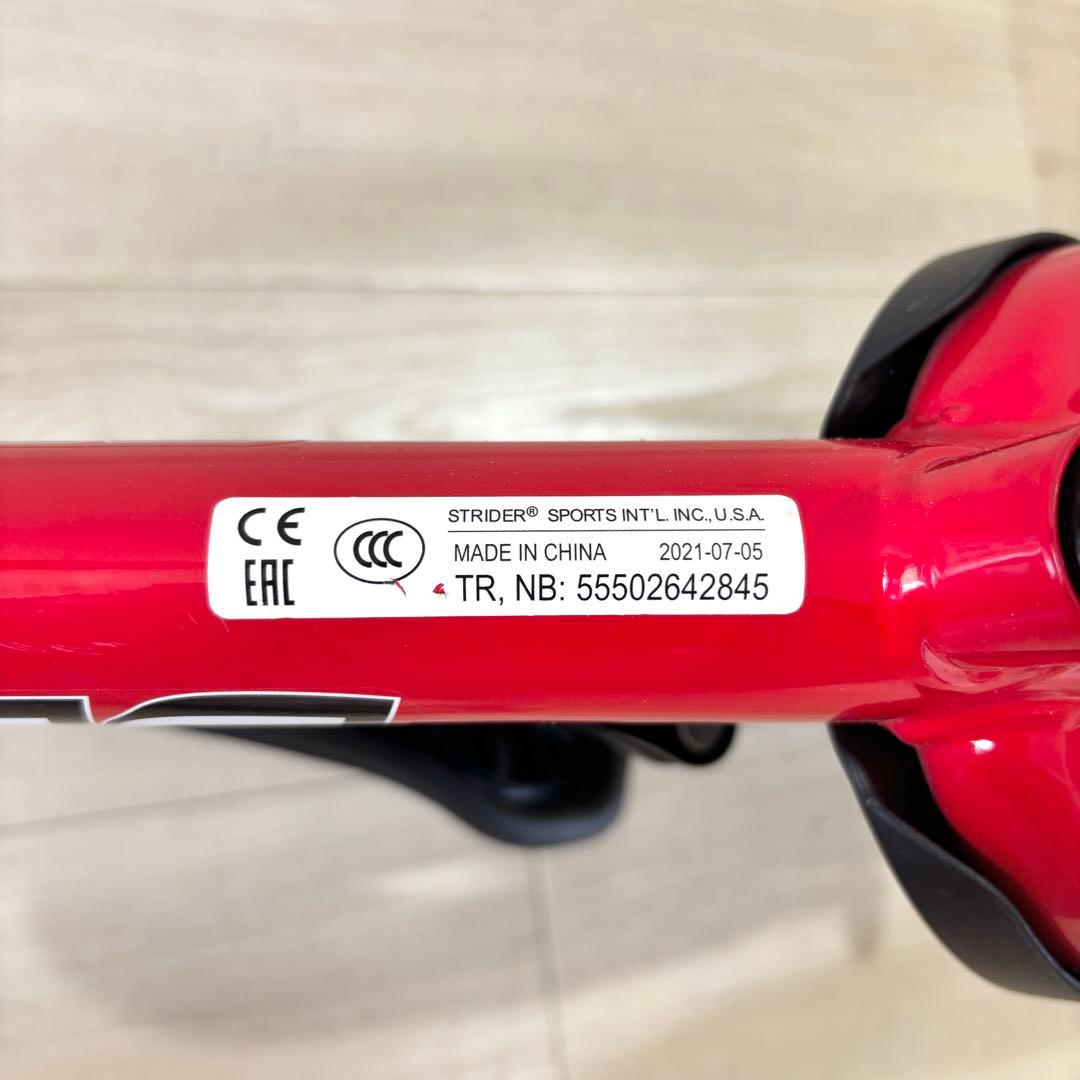 CE
EAC
CCC
STRIDER® SPORTS INT'L. INC., U.S.A.
MADE IN CHINA 2021-07-05
TR, NB: 55502642845